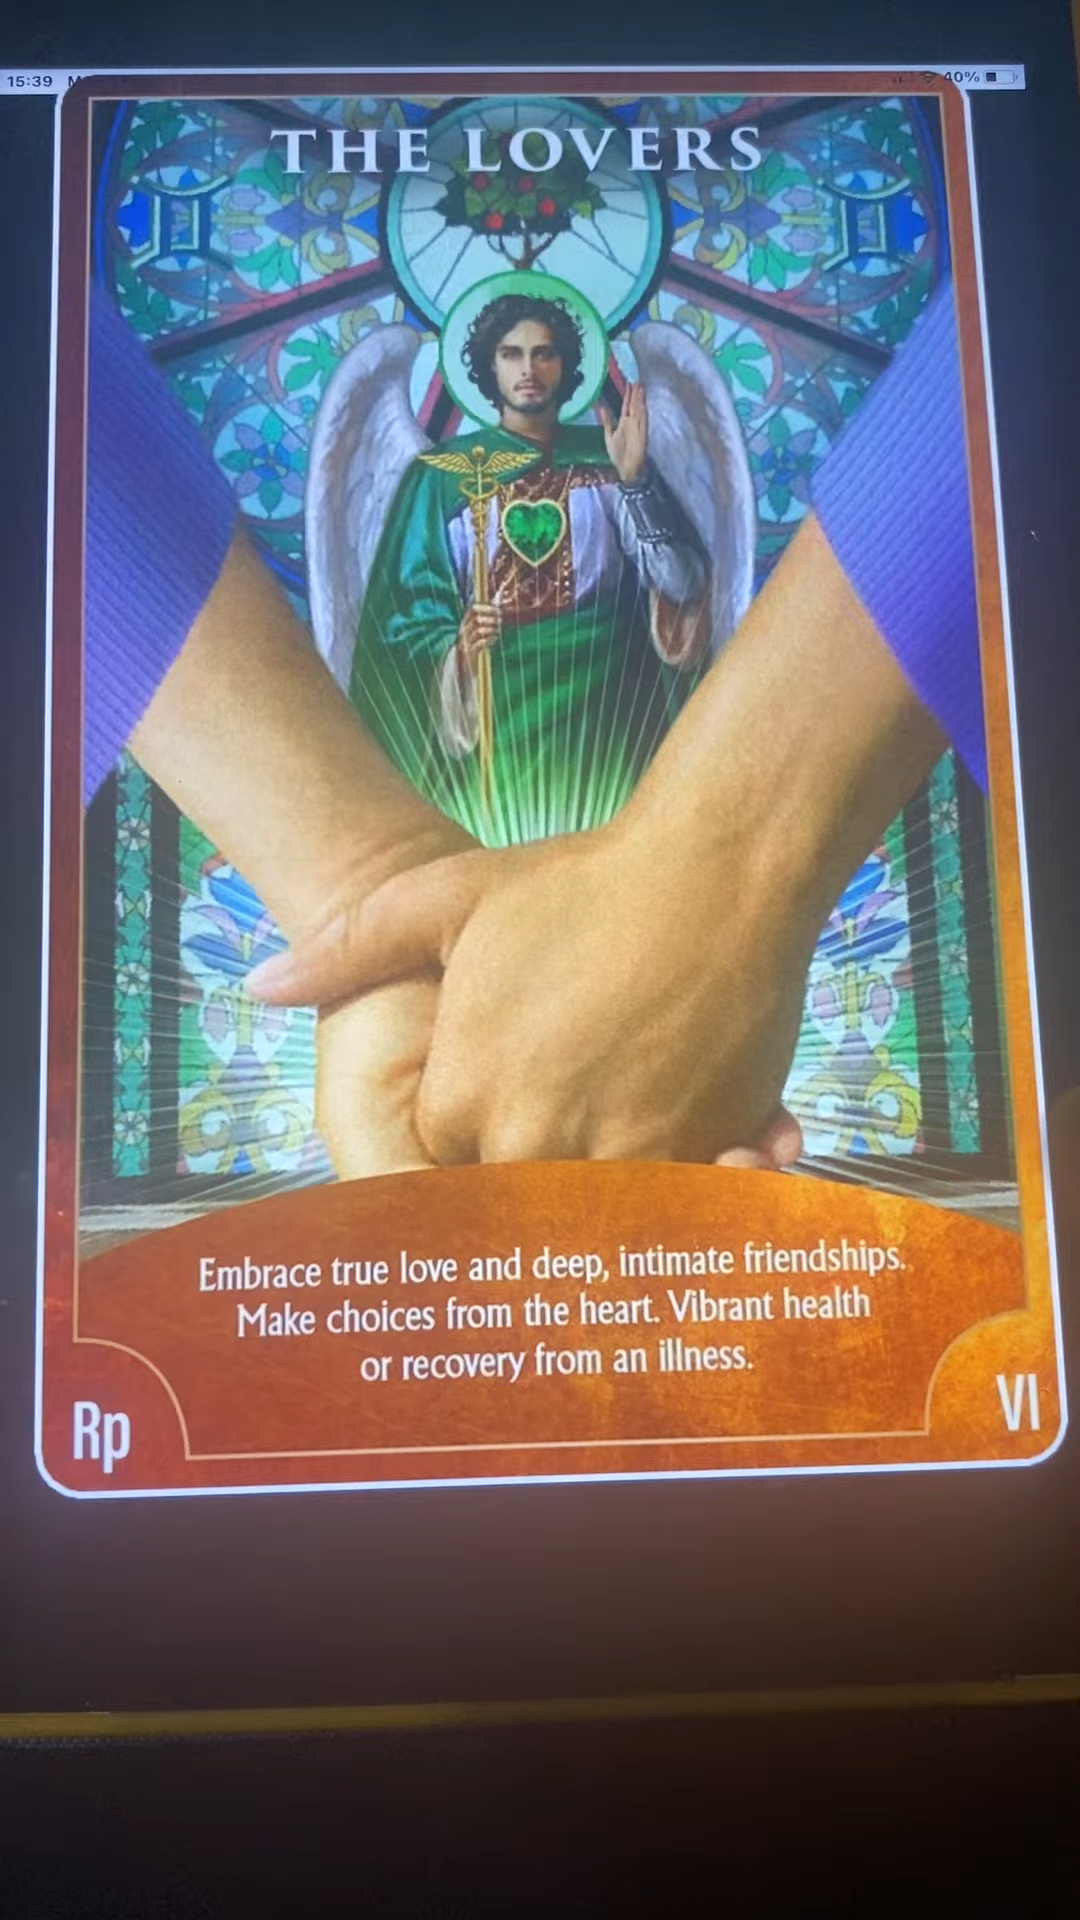 15:39
40%
THE LOVERS
Embrace true love and deep, intimate friendships.
Make choices from the heart. Vibrant health
or recovery from an illness.
Rp
VI